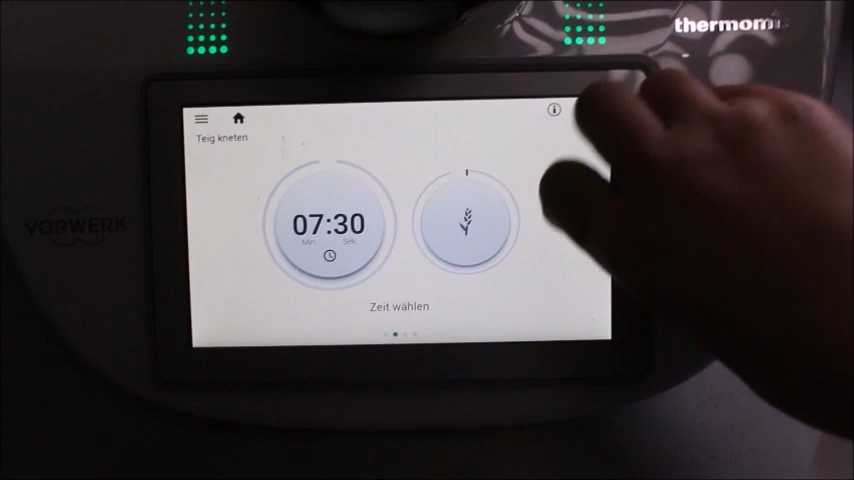 thermomix
Teig kneten
07:30
Min. Sek.
VORWERK
Zeit wählen